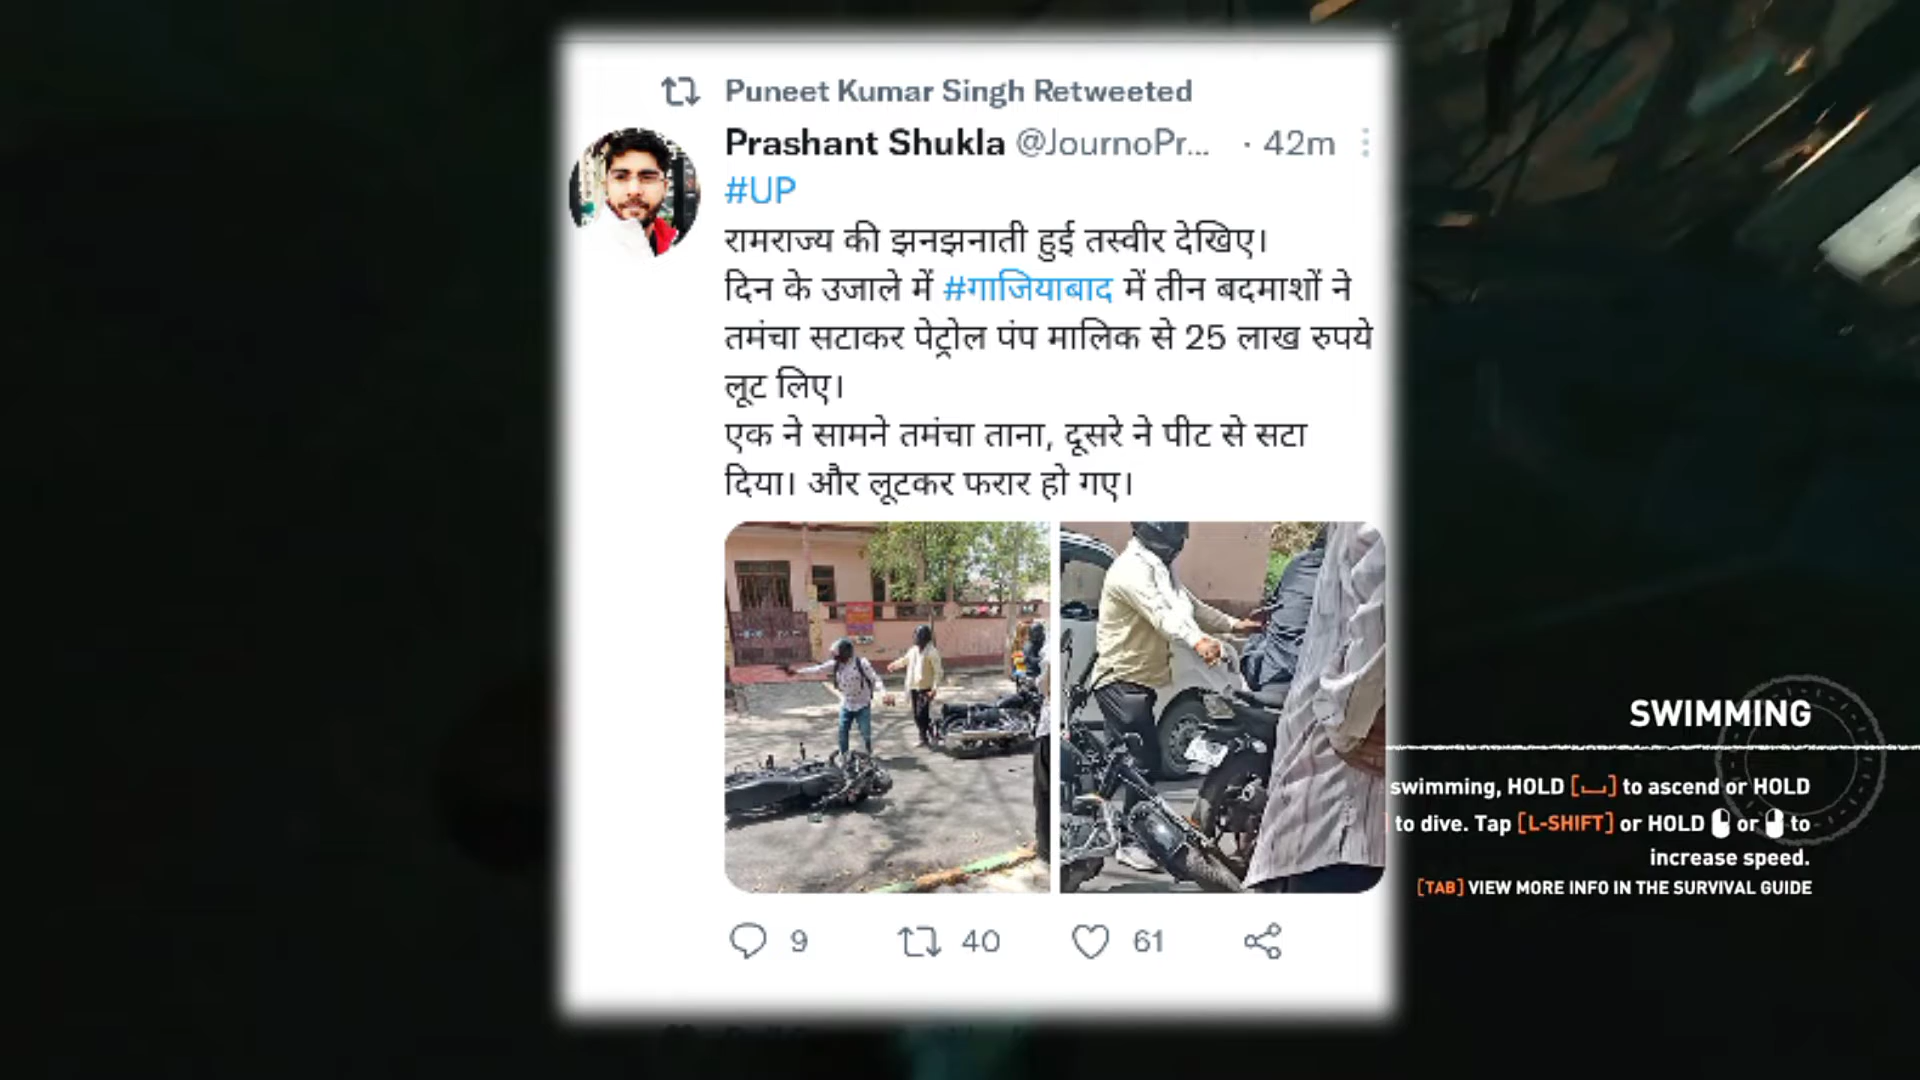 Puneet Kumar Singh Retweeted
Prashant Shukla @JournoPr... · 42m
#UP
रामराज्य की झनझनाती हुई तस्वीर देखिए।
दिन के उजाले में #गाजियाबाद में तीन बदमाशों ने
तमंचा सटाकर पेट्रोल पंप मालिक से 25 लाख रुपये
लूट लिए।
एक ने सामने तमंचा ताना, दूसरे ने पीट से सटा
दिया। और लूटकर फरार हो गए।
9 40 61
SWIMMING
swimming, HOLD [⎵] to ascend or HOLD
to dive. Tap [L-SHIFT] or HOLD or to
increase speed.
[TAB] VIEW MORE INFO IN THE SURVIVAL GUIDE